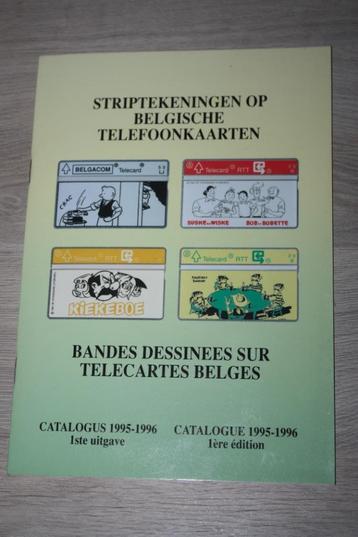 STRIPTEKENINGEN OP
BELGISCHE
TELEFOONKAARTEN
BELGACOM Telecard
CRAC
Telecard RTT
SUSKE en WISKE BOB et BOBETTE
Telecard RTT
KIEKEBOE
Telecard RTT
BANDES DESSINEES SUR
TELECARTES BELGES
CATALOGUS 1995-1996
1ste uitgave
CATALOGUE 1995-1996
1ère édition